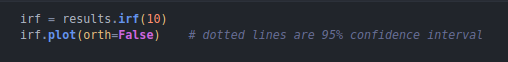 irf = results.irf(10)
irf.plot(orth=False)    # dotted lines are 95% confidence interval